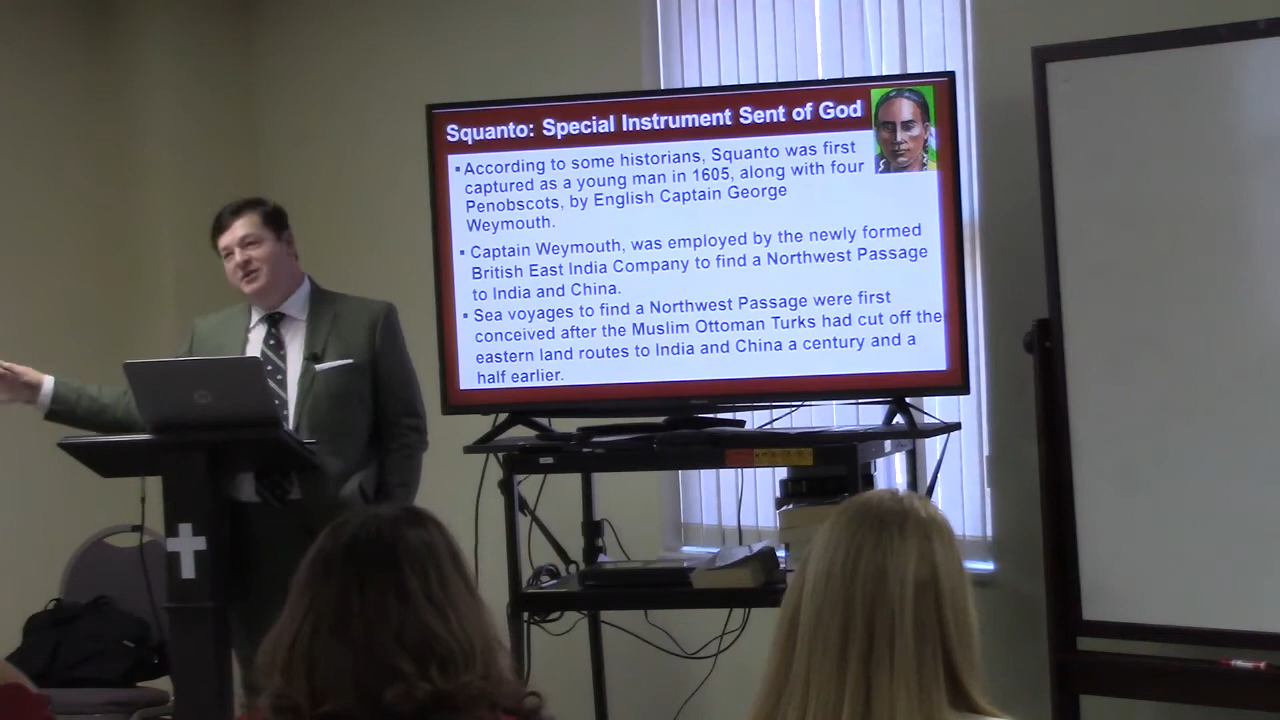 Squanto: Special Instrument Sent of God
▪According to some historians, Squanto was first
captured as a young man in 1605, along with four
Penobscots, by English Captain George
Weymouth.
▪ Captain Weymouth, was employed by the newly formed
British East India Company to find a Northwest Passage
to India and China.
▪ Sea voyages to find a Northwest Passage were first
conceived after the Muslim Ottoman Turks had cut off the
eastern land routes to India and China a century and a
half earlier.
hp